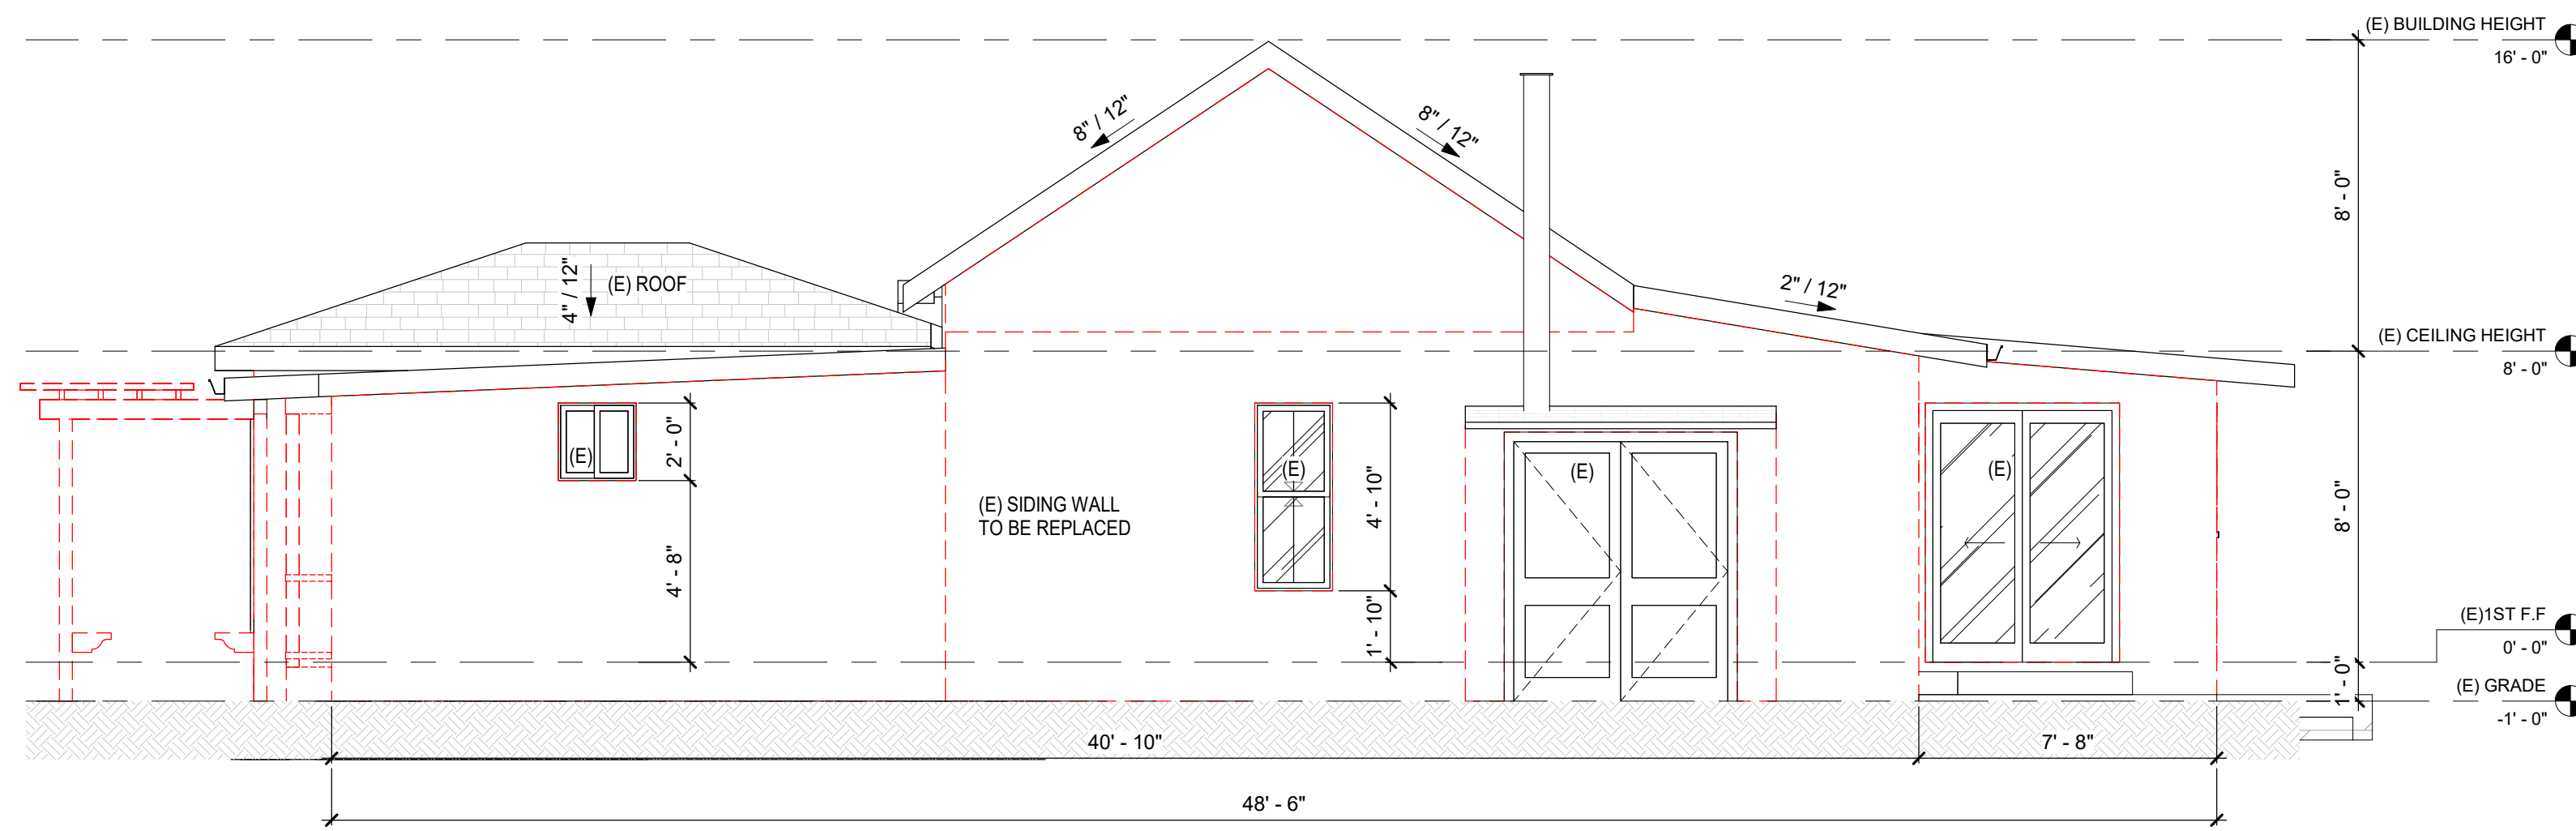 (E) BUILDING HEIGHT
16' - 0"
8" / 12"
8" / 12"
8' - 0"
4" / 12"
(E) ROOF
2" / 12"
(E) CEILING HEIGHT
8' - 0"
2' - 0"
(E)
(E)
(E)
(E)
4' - 10"
8' - 0"
(E) SIDING WALL
TO BE REPLACED
4' - 8"
1' - 10"
(E)1ST F.F
0' - 0"
1' - 0"
(E) GRADE
-1' - 0"
40' - 10"
7' - 8"
48' - 6"